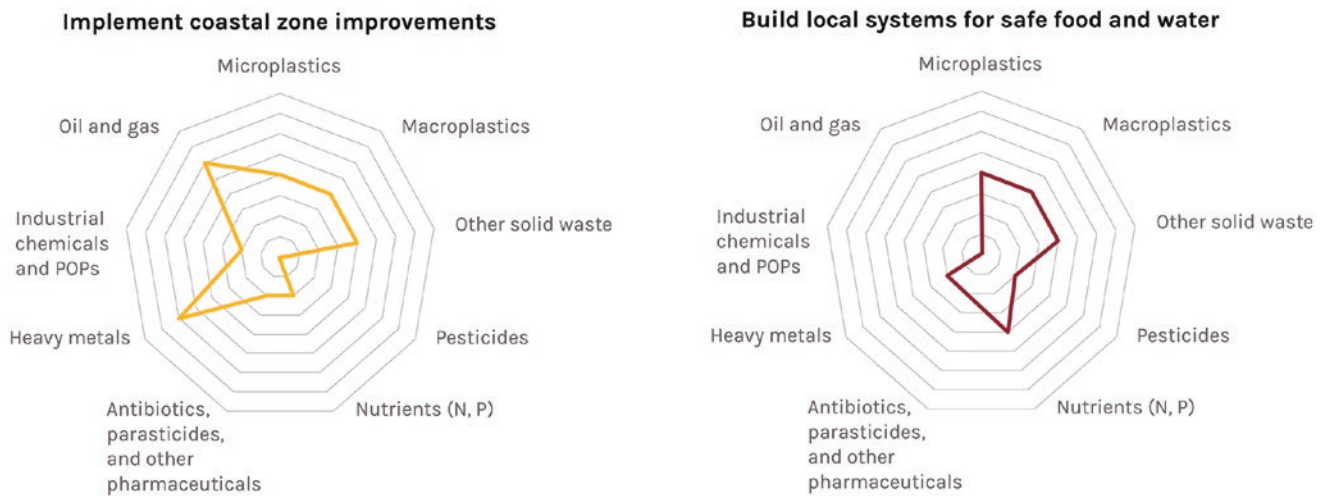 Implement coastal zone improvements
Microplastics
Oil and gas
Macroplastics
Industrial
chemicals
and POPs
Other solid waste
Heavy metals
Pesticides
Antibiotics,
parasticides,
and other
pharmaceuticals
Nutrients (N, P)
Build local systems for safe food and water
Microplastics
Oil and gas
Macroplastics
Industrial
chemicals
and POPs
Other solid waste
Heavy metals
Pesticides
Antibiotics,
parasticides,
and other
pharmaceuticals
Nutrients (N, P)